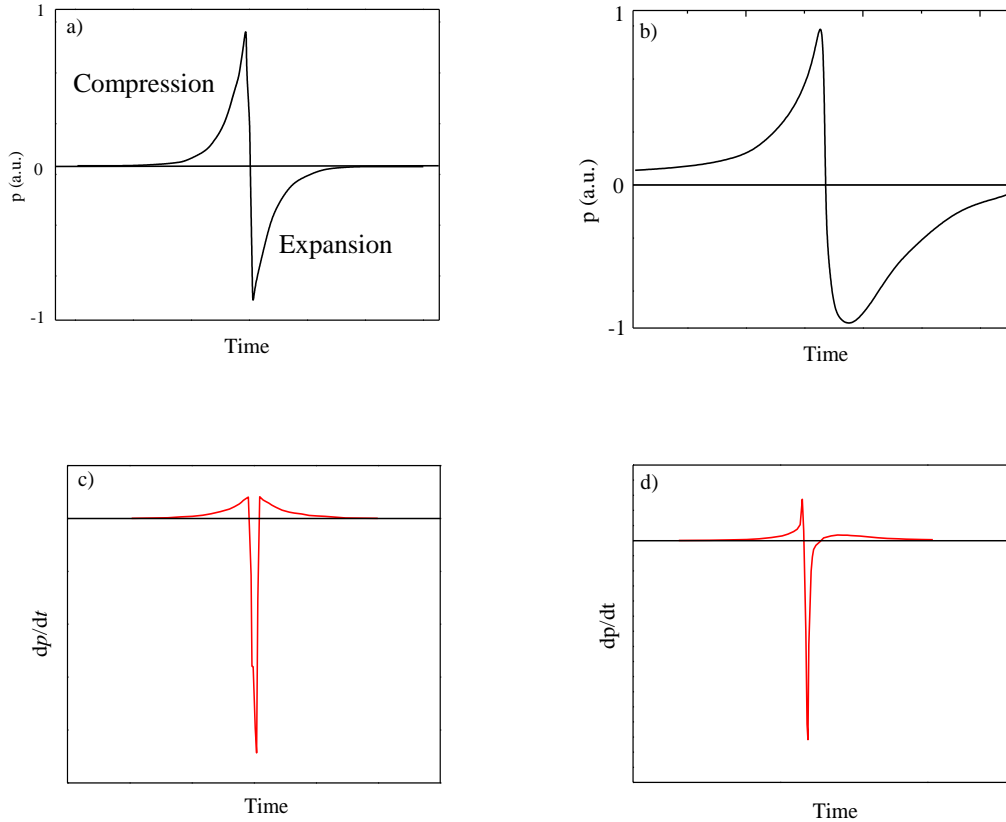 a)
1
Compression
0
p (a.u.)
Expansion
-1
Time
b)
1
0
p (a.u.)
-1
Time
c)
dp/dt
Time
d)
dp/dt
Time